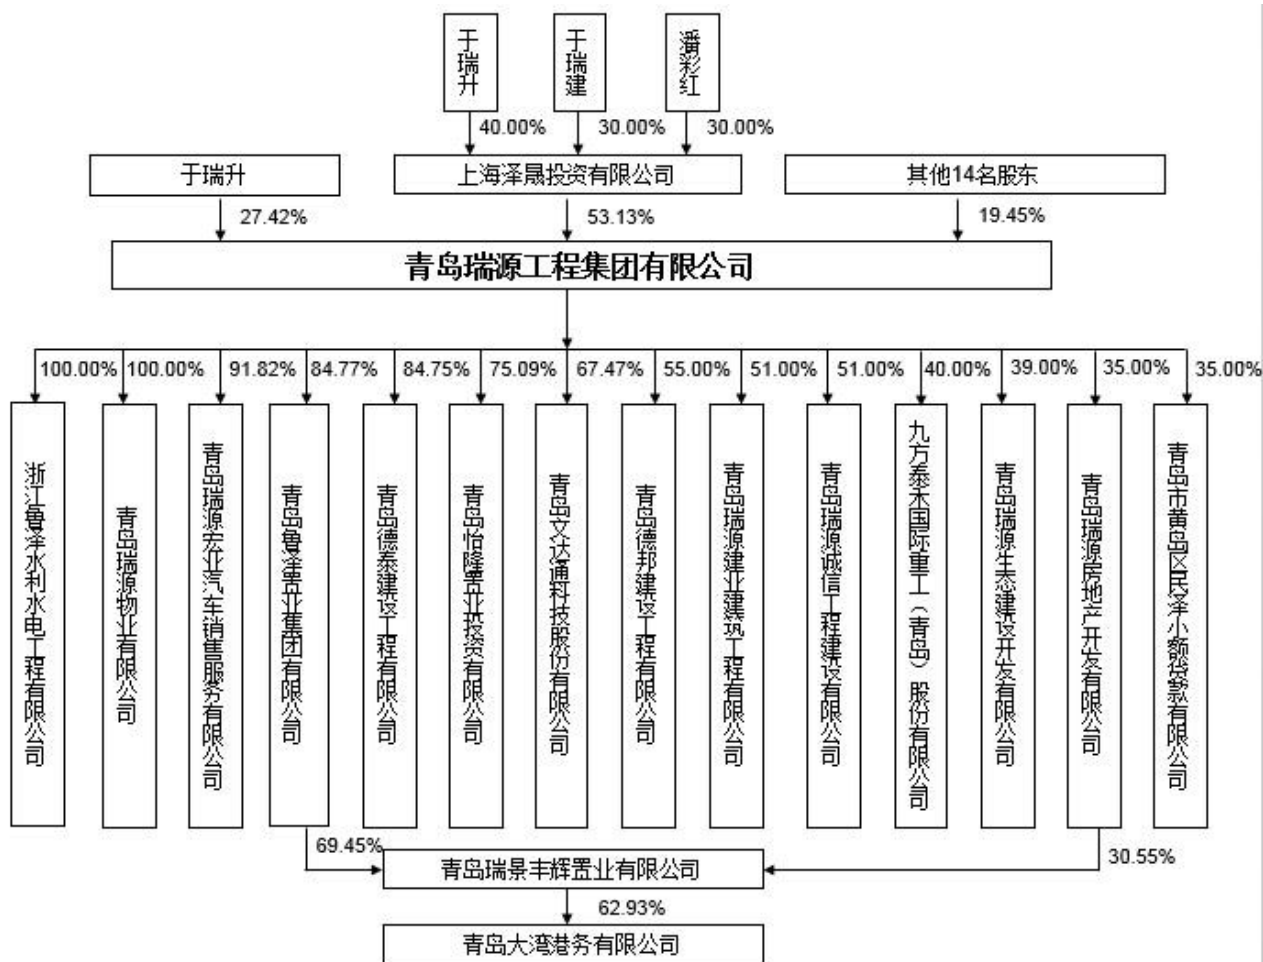 于瑞升
于瑞建
潘彩红
40.00%
30.00%
30.00%
于瑞升
上海泽晟投资有限公司
其他14名股东
27.42%
53.13%
19.45%
青岛瑞源工程集团有限公司
100.00%
100.00%
91.82%
84.77%
84.75%
75.09%
67.47%
55.00%
51.00%
51.00%
40.00%
39.00%
35.00%
35.00%
浙江鲁泽水利水电工程有限公司
青岛瑞源物业有限公司
青岛瑞源宏业汽车销售服务有限公司
青岛鲁泽置业集团有限公司
青岛德泰建设工程有限公司
青岛怡隆置业投资有限公司
青岛文达通科技股份有限公司
青岛德邦建设工程有限公司
青岛瑞源建业建筑工程有限公司
青岛瑞源诚信工程建设有限公司
九方泰禾国际重工（青岛）股份有限公司
青岛瑞源生态建设开发有限公司
青岛瑞源房地产开发有限公司
青岛市黄岛区民泽小额贷款有限公司
69.45%
30.55%
青岛瑞景丰辉置业有限公司
62.93%
青岛大湾港务有限公司